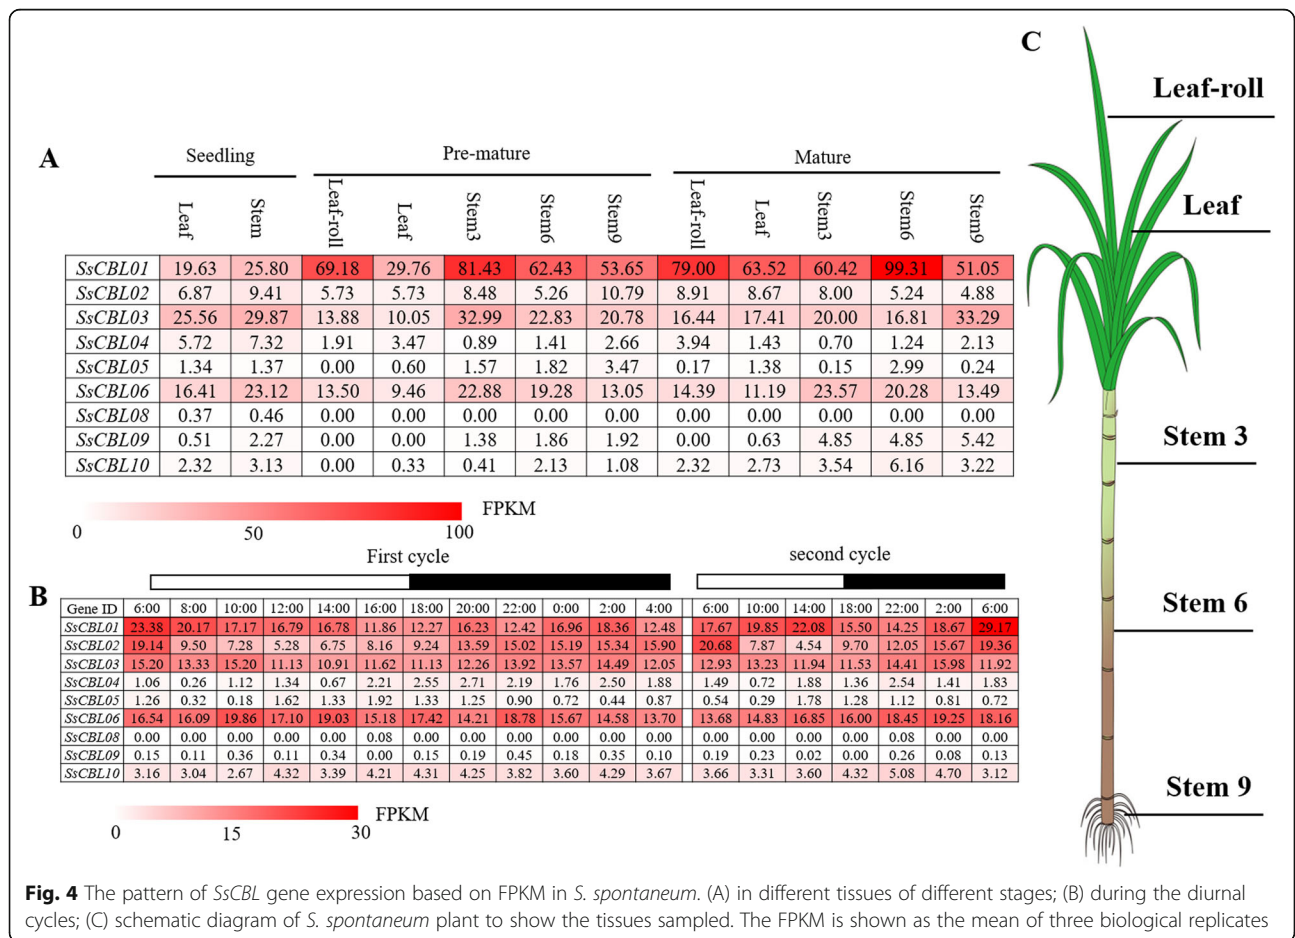 A
Seedling Pre-mature Mature
Leaf Stem Leaf-roll Leaf Stem3 Stem6 Stem9 Leaf-roll Leaf Stem3 Stem6 Stem9
SsCBL01 19.63 25.80 69.18 29.76 81.43 62.43 53.65 79.00 63.52 60.42 99.31 51.05
SsCBL02 6.87 9.41 5.73 5.73 8.48 5.26 10.79 8.91 8.67 8.00 5.24 4.88
SsCBL03 25.56 29.87 13.88 10.05 32.99 22.83 20.78 16.44 17.41 20.00 16.81 33.29
SsCBL04 5.72 7.32 1.91 3.47 0.89 1.41 2.66 3.94 1.43 0.70 1.24 2.13
SsCBL05 1.34 1.37 0.00 0.60 1.57 1.82 3.47 0.17 1.38 0.15 2.99 0.24
SsCBL06 16.41 23.12 13.50 9.46 22.88 19.28 13.05 14.39 11.19 23.57 20.28 13.49
SsCBL08 0.37 0.46 0.00 0.00 0.00 0.00 0.00 0.00 0.00 0.00 0.00 0.00
SsCBL09 0.51 2.27 0.00 0.00 1.38 1.86 1.92 0.00 0.63 4.85 4.85 5.42
SsCBL10 2.32 3.13 0.00 0.33 0.41 2.13 1.08 2.32 2.73 3.54 6.16 3.22
FPKM
0 50 100
B
First cycle second cycle
Gene ID 6:00 8:00 10:00 12:00 14:00 16:00 18:00 20:00 22:00 0:00 2:00 4:00 6:00 10:00 14:00 18:00 22:00 2:00 6:00
SsCBL01 23.38 20.17 17.17 16.79 16.78 11.86 12.27 16.23 12.42 16.96 18.36 12.48 17.67 19.85 22.08 15.50 14.25 18.67 29.17
SsCBL02 19.14 9.50 7.28 5.28 6.75 8.16 9.24 13.59 15.02 15.19 15.34 15.90 20.68 7.87 4.54 9.70 12.05 15.67 19.36
SsCBL03 15.20 13.33 15.20 11.13 10.91 11.62 11.13 12.26 13.92 13.57 14.49 12.05 12.93 13.23 11.94 11.53 14.41 15.98 11.92
SsCBL04 1.06 0.26 1.12 1.34 0.67 2.21 2.55 2.71 2.19 1.76 2.50 1.88 1.49 0.72 1.88 1.36 2.54 1.41 1.83
SsCBL05 1.26 0.32 0.18 1.62 1.33 1.92 1.33 1.25 0.90 0.72 0.44 0.87 0.54 0.29 1.78 1.28 1.12 0.81 0.72
SsCBL06 16.54 16.09 19.86 17.10 19.03 15.18 17.42 14.21 18.78 15.67 14.58 13.70 13.68 14.83 16.85 16.00 18.45 19.25 18.16
SsCBL08 0.00 0.00 0.00 0.00 0.00 0.08 0.00 0.00 0.00 0.00 0.00 0.00 0.00 0.00 0.00 0.00 0.08 0.00 0.00
SsCBL09 0.15 0.11 0.36 0.11 0.34 0.00 0.15 0.19 0.45 0.18 0.35 0.10 0.19 0.23 0.02 0.00 0.26 0.08 0.13
SsCBL10 3.16 3.04 2.67 4.32 3.39 4.21 4.31 4.25 3.82 3.60 4.29 3.67 3.66 3.31 3.60 4.32 5.08 4.70 3.12
FPKM
0 15 30
C
Leaf-roll
Leaf
Stem 3
Stem 6
Stem 9
Fig. 4 The pattern of SsCBL gene expression based on FPKM in S. spontaneum. (A) in different tissues of different stages; (B) during the diurnal
cycles; (C) schematic diagram of S. spontaneum plant to show the tissues sampled. The FPKM is shown as the mean of three biological replicates